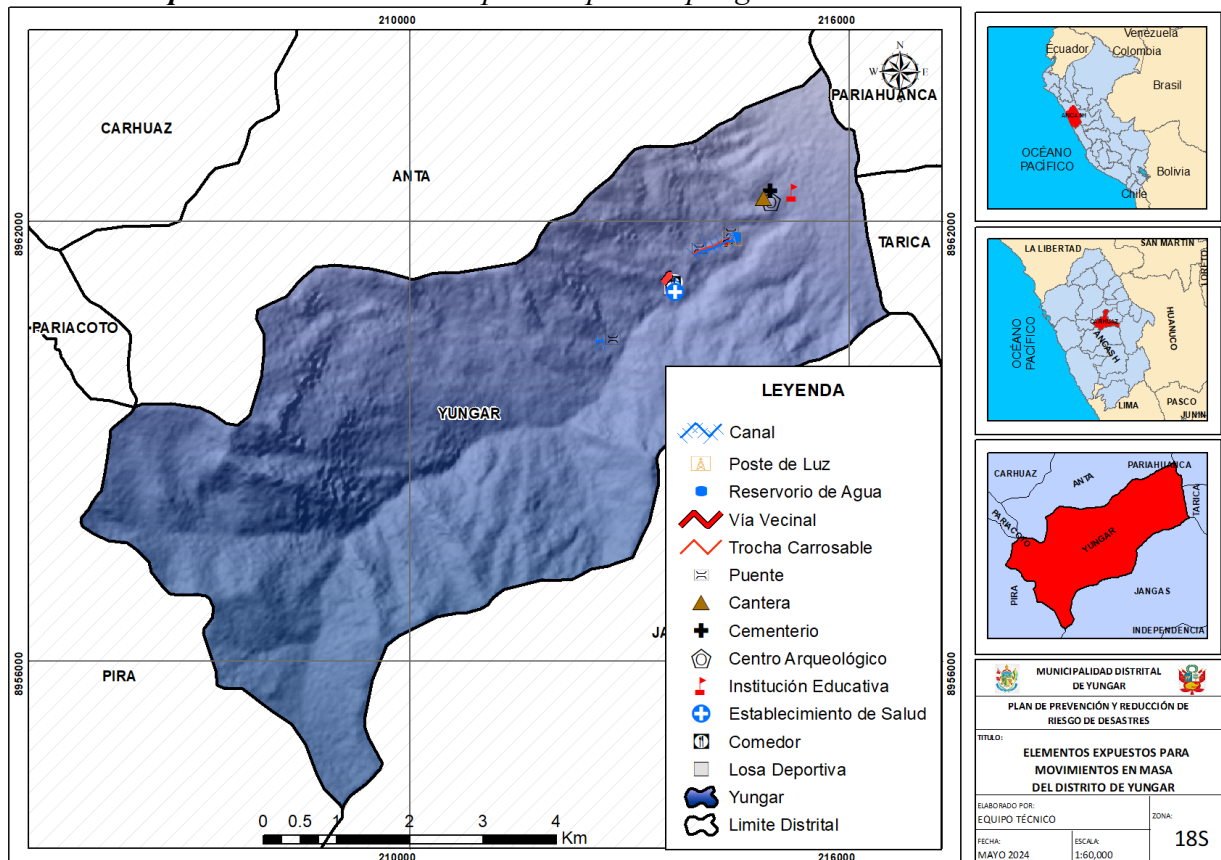 210000
216000
CARHUAZ
ANTA
PARIAHUANCA
N
W
E
S
8962000
8962000
TARICA
PARIACOTO
YUNGAR
PIRA
8956000
8956000
0 0.5 1 2 3 4
Km
210000
216000
LEYENDA
Canal
Poste de Luz
Reservorio de Agua
Vía Vecinal
Trocha Carrosable
Puente
Cantera
Cementerio
Centro Arqueológico
Institución Educativa
Establecimiento de Salud
Comedor
Losa Deportiva
Yungar
Limite Distrital
Venezuela
Ecuador
Colombia
Brasil
ANCASH
OCÉANO
PACÍFICO
Bolivia
Chile
LA LIBERTAD
SAN MARTIN
LORETO
HUANUCO
CARHUAZ
ANCASH
OCÉANO
PACÍFICO
LIMA
PASCO
JUNIN
CARHUAZ
PARIAHUANCA
ANTA
TARICA
PARIACOTO
YUNGAR
PIRA
JANGAS
INDEPENDENCIA
MUNICIPALIDAD DISTRITAL
DE YUNGAR
PLAN DE PREVENCIÓN Y REDUCCIÓN DE
RIESGO DE DESASTRES
TITULO:
ELEMENTOS EXPUESTOS PARA
MOVIMIENTOS EN MASA
DEL DISTRITO DE YUNGAR
ELABORADO POR:
EQUIPO TÉCNICO
ZONA:
18S
FECHA:
MAYO 2024
ESCALA:
1:60,000